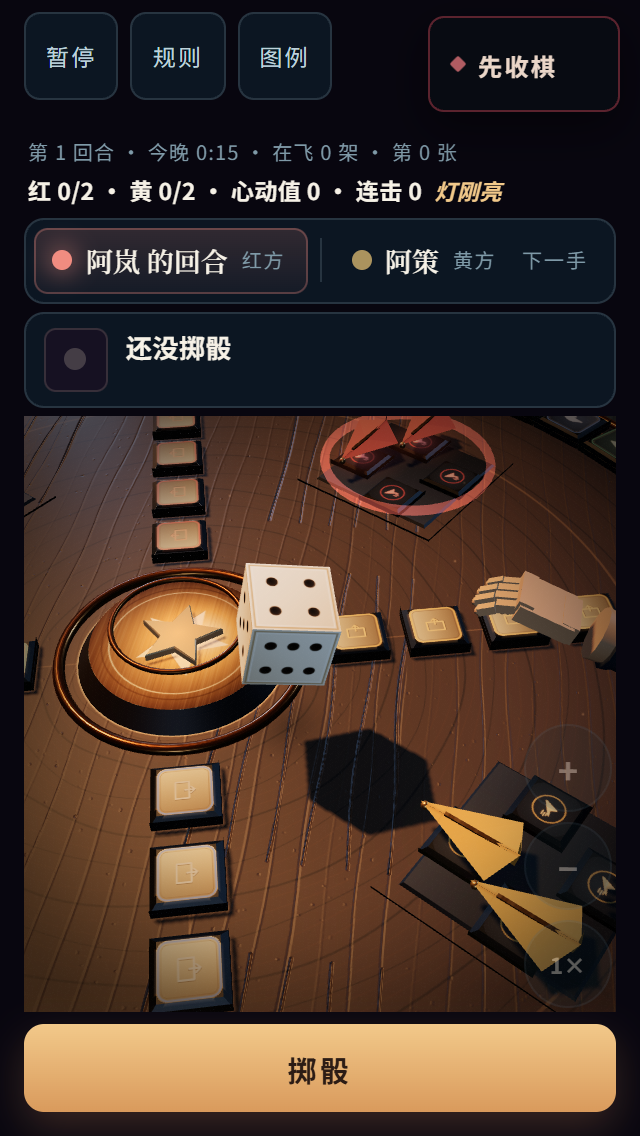 暂停 规则 图例 先收棋
第 1 回合 · 今晚 0:15 · 在飞 0 架 · 第 0 张
红 0/2 · 黄 0/2 · 心动值 0 · 连击 0 灯刚亮
阿岚 的回合 红方 阿策 黄方 下一手
还没掷骰
+
−
1×
掷骰